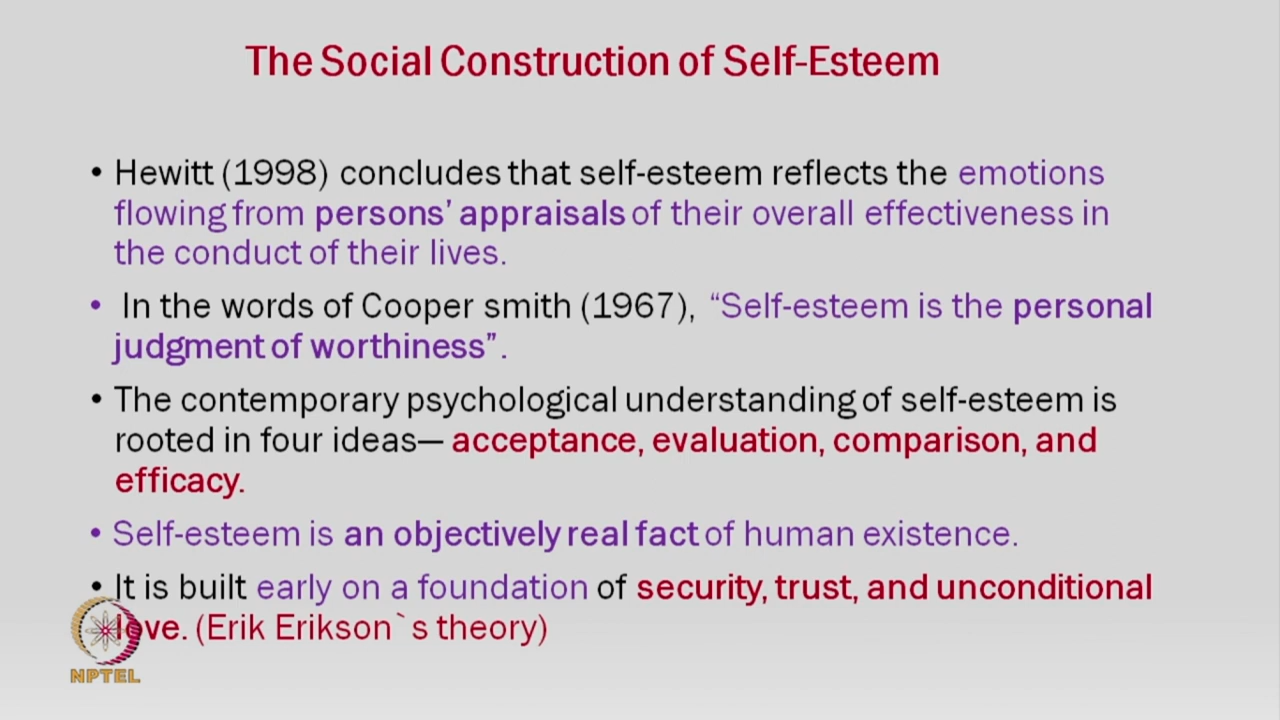 The Social Construction of Self-Esteem
• Hewitt (1998) concludes that self-esteem reflects the emotions
flowing from persons’ appraisals of their overall effectiveness in
the conduct of their lives.
• In the words of Cooper smith (1967), “Self-esteem is the personal
judgment of worthiness”.
• The contemporary psychological understanding of self-esteem is
rooted in four ideas— acceptance, evaluation, comparison, and
efficacy.
• Self-esteem is an objectively real fact of human existence.
• It is built early on a foundation of security, trust, and unconditional
love. (Erik Erikson`s theory)
NPTEL